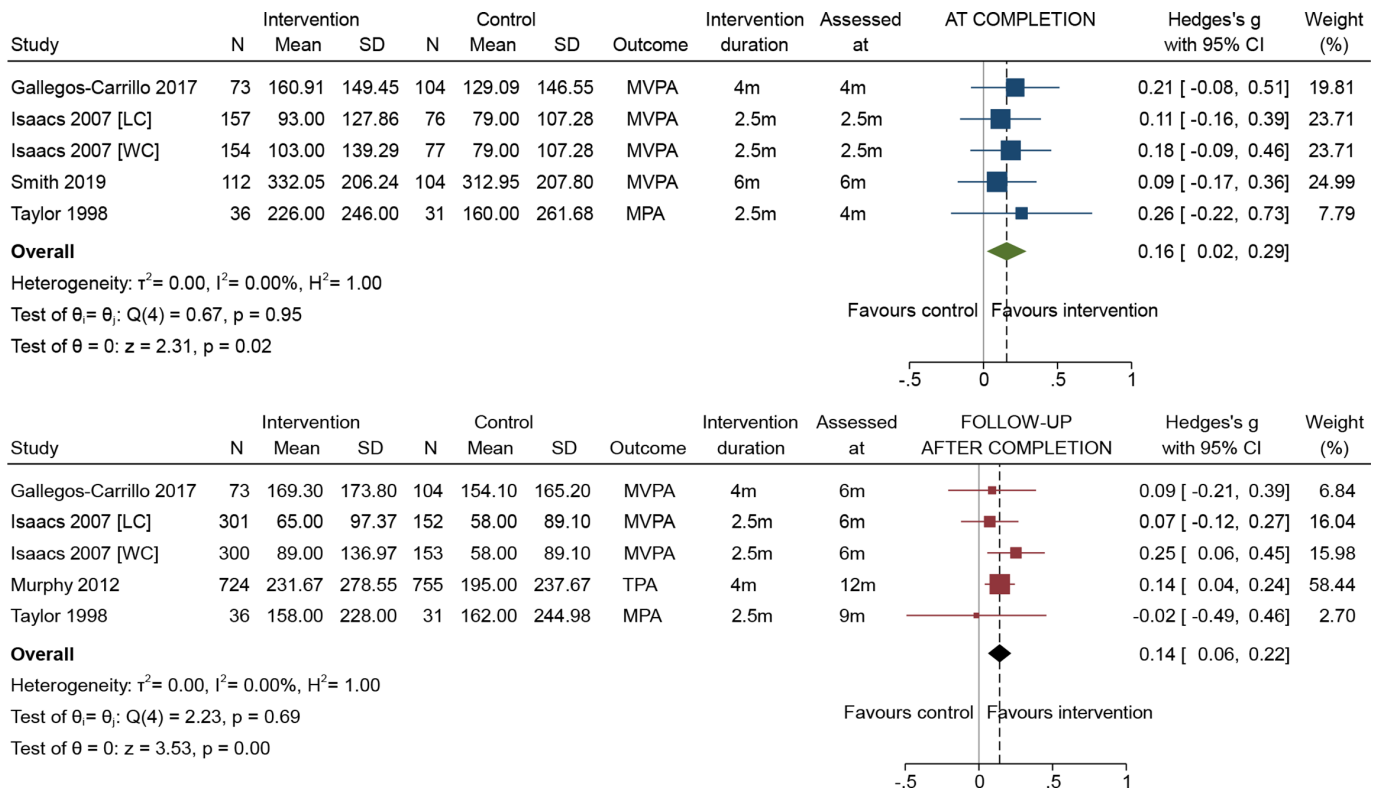 Intervention Control Intervention Assessed AT COMPLETION Hedges's g Weight
Study N Mean SD N Mean SD Outcome duration at with 95% CI (%)
Gallegos-Carrillo 2017 73 160.91 149.45 104 129.09 146.55 MVPA 4m 4m 0.21 [ -0.08, 0.51] 19.81
Isaacs 2007 [LC] 157 93.00 127.86 76 79.00 107.28 MVPA 2.5m 2.5m 0.11 [ -0.16, 0.39] 23.71
Isaacs 2007 [WC] 154 103.00 139.29 77 79.00 107.28 MVPA 2.5m 2.5m 0.18 [ -0.09, 0.46] 23.71
Smith 2019 112 332.05 206.24 104 312.95 207.80 MVPA 6m 6m 0.09 [ -0.17, 0.36] 24.99
Taylor 1998 36 226.00 246.00 31 160.00 261.68 MPA 2.5m 4m 0.26 [ -0.22, 0.73] 7.79
Overall 0.16 [ 0.02, 0.29]
Heterogeneity: τ²= 0.00, I²= 0.00%, H²= 1.00
Test of θᵢ= θⱼ: Q(4) = 0.67, p = 0.95
Favours control Favours intervention
Test of θ = 0: z = 2.31, p = 0.02
-.5 0 .5 1
Intervention Control Intervention Assessed FOLLOW-UP Hedges's g Weight
Study N Mean SD N Mean SD Outcome duration at AFTER COMPLETION with 95% CI (%)
Gallegos-Carrillo 2017 73 169.30 173.80 104 154.10 165.20 MVPA 4m 6m 0.09 [ -0.21, 0.39] 6.84
Isaacs 2007 [LC] 301 65.00 97.37 152 58.00 89.10 MVPA 2.5m 6m 0.07 [ -0.12, 0.27] 16.04
Isaacs 2007 [WC] 300 89.00 136.97 153 58.00 89.10 MVPA 2.5m 6m 0.25 [ 0.06, 0.45] 15.98
Murphy 2012 724 231.67 278.55 755 195.00 237.67 TPA 4m 12m 0.14 [ 0.04, 0.24] 58.44
Taylor 1998 36 158.00 228.00 31 162.00 244.98 MPA 2.5m 9m -0.02 [ -0.49, 0.46] 2.70
Overall 0.14 [ 0.06, 0.22]
Heterogeneity: τ²= 0.00, I²= 0.00%, H²= 1.00
Test of θᵢ= θⱼ: Q(4) = 2.23, p = 0.69
Favours control Favours intervention
Test of θ = 0: z = 3.53, p = 0.00
-.5 0 .5 1